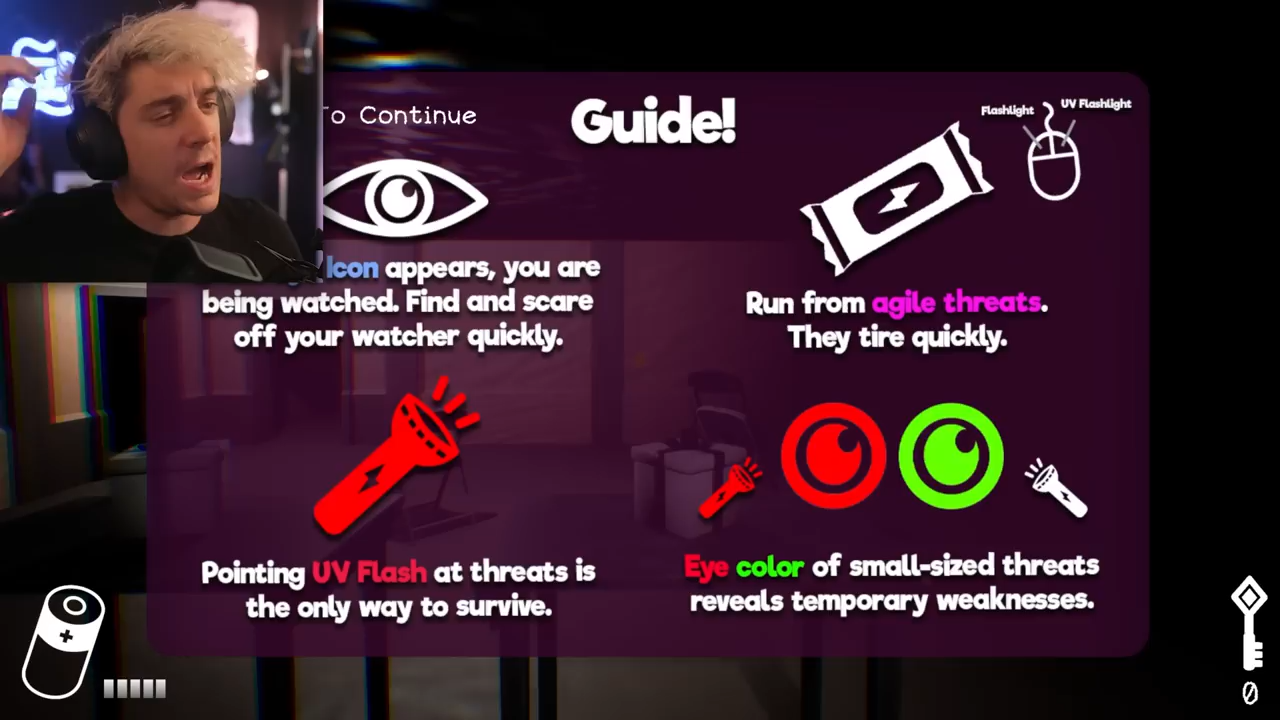 To Continue
Guide!
Flashlight
UV Flashlight
Icon appears, you are
being watched. Find and scare
off your watcher quickly.
Run from agile threats.
They tire quickly.
Pointing UV Flash at threats is
the only way to survive.
Eye color of small-sized threats
reveals temporary weaknesses.
0